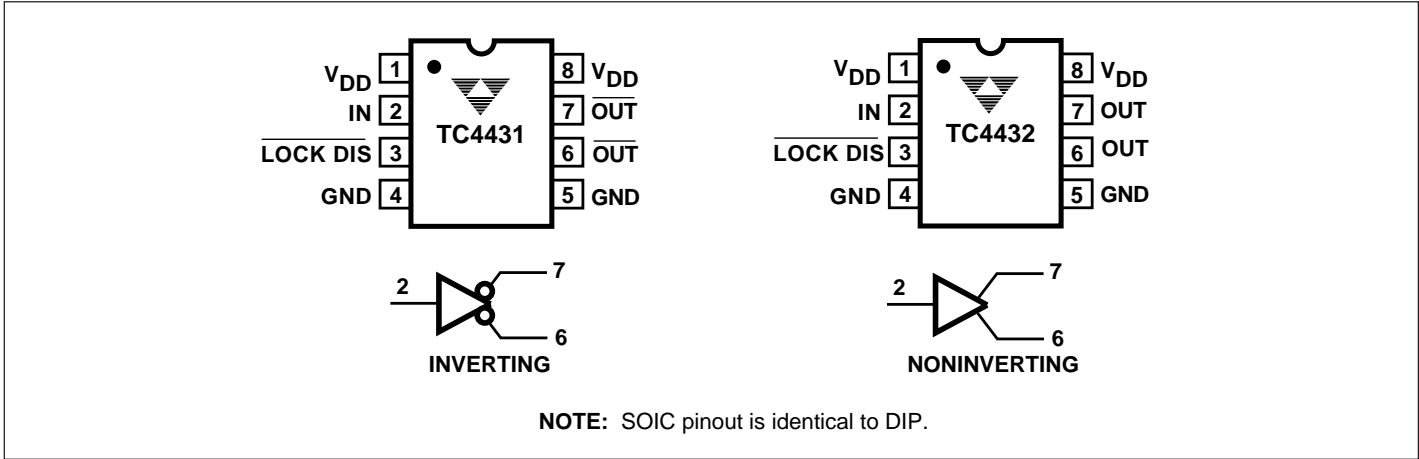 VDD 1 8 VDD
IN 2 7 OUT
LOCK DIS 3 6 OUT
GND 4 5 GND
TC4431
VDD 1 8 VDD
IN 2 7 OUT
LOCK DIS 3 6 OUT
GND 4 5 GND
TC4432
2 7
6
INVERTING
2 7
6
NONINVERTING
NOTE: SOIC pinout is identical to DIP.